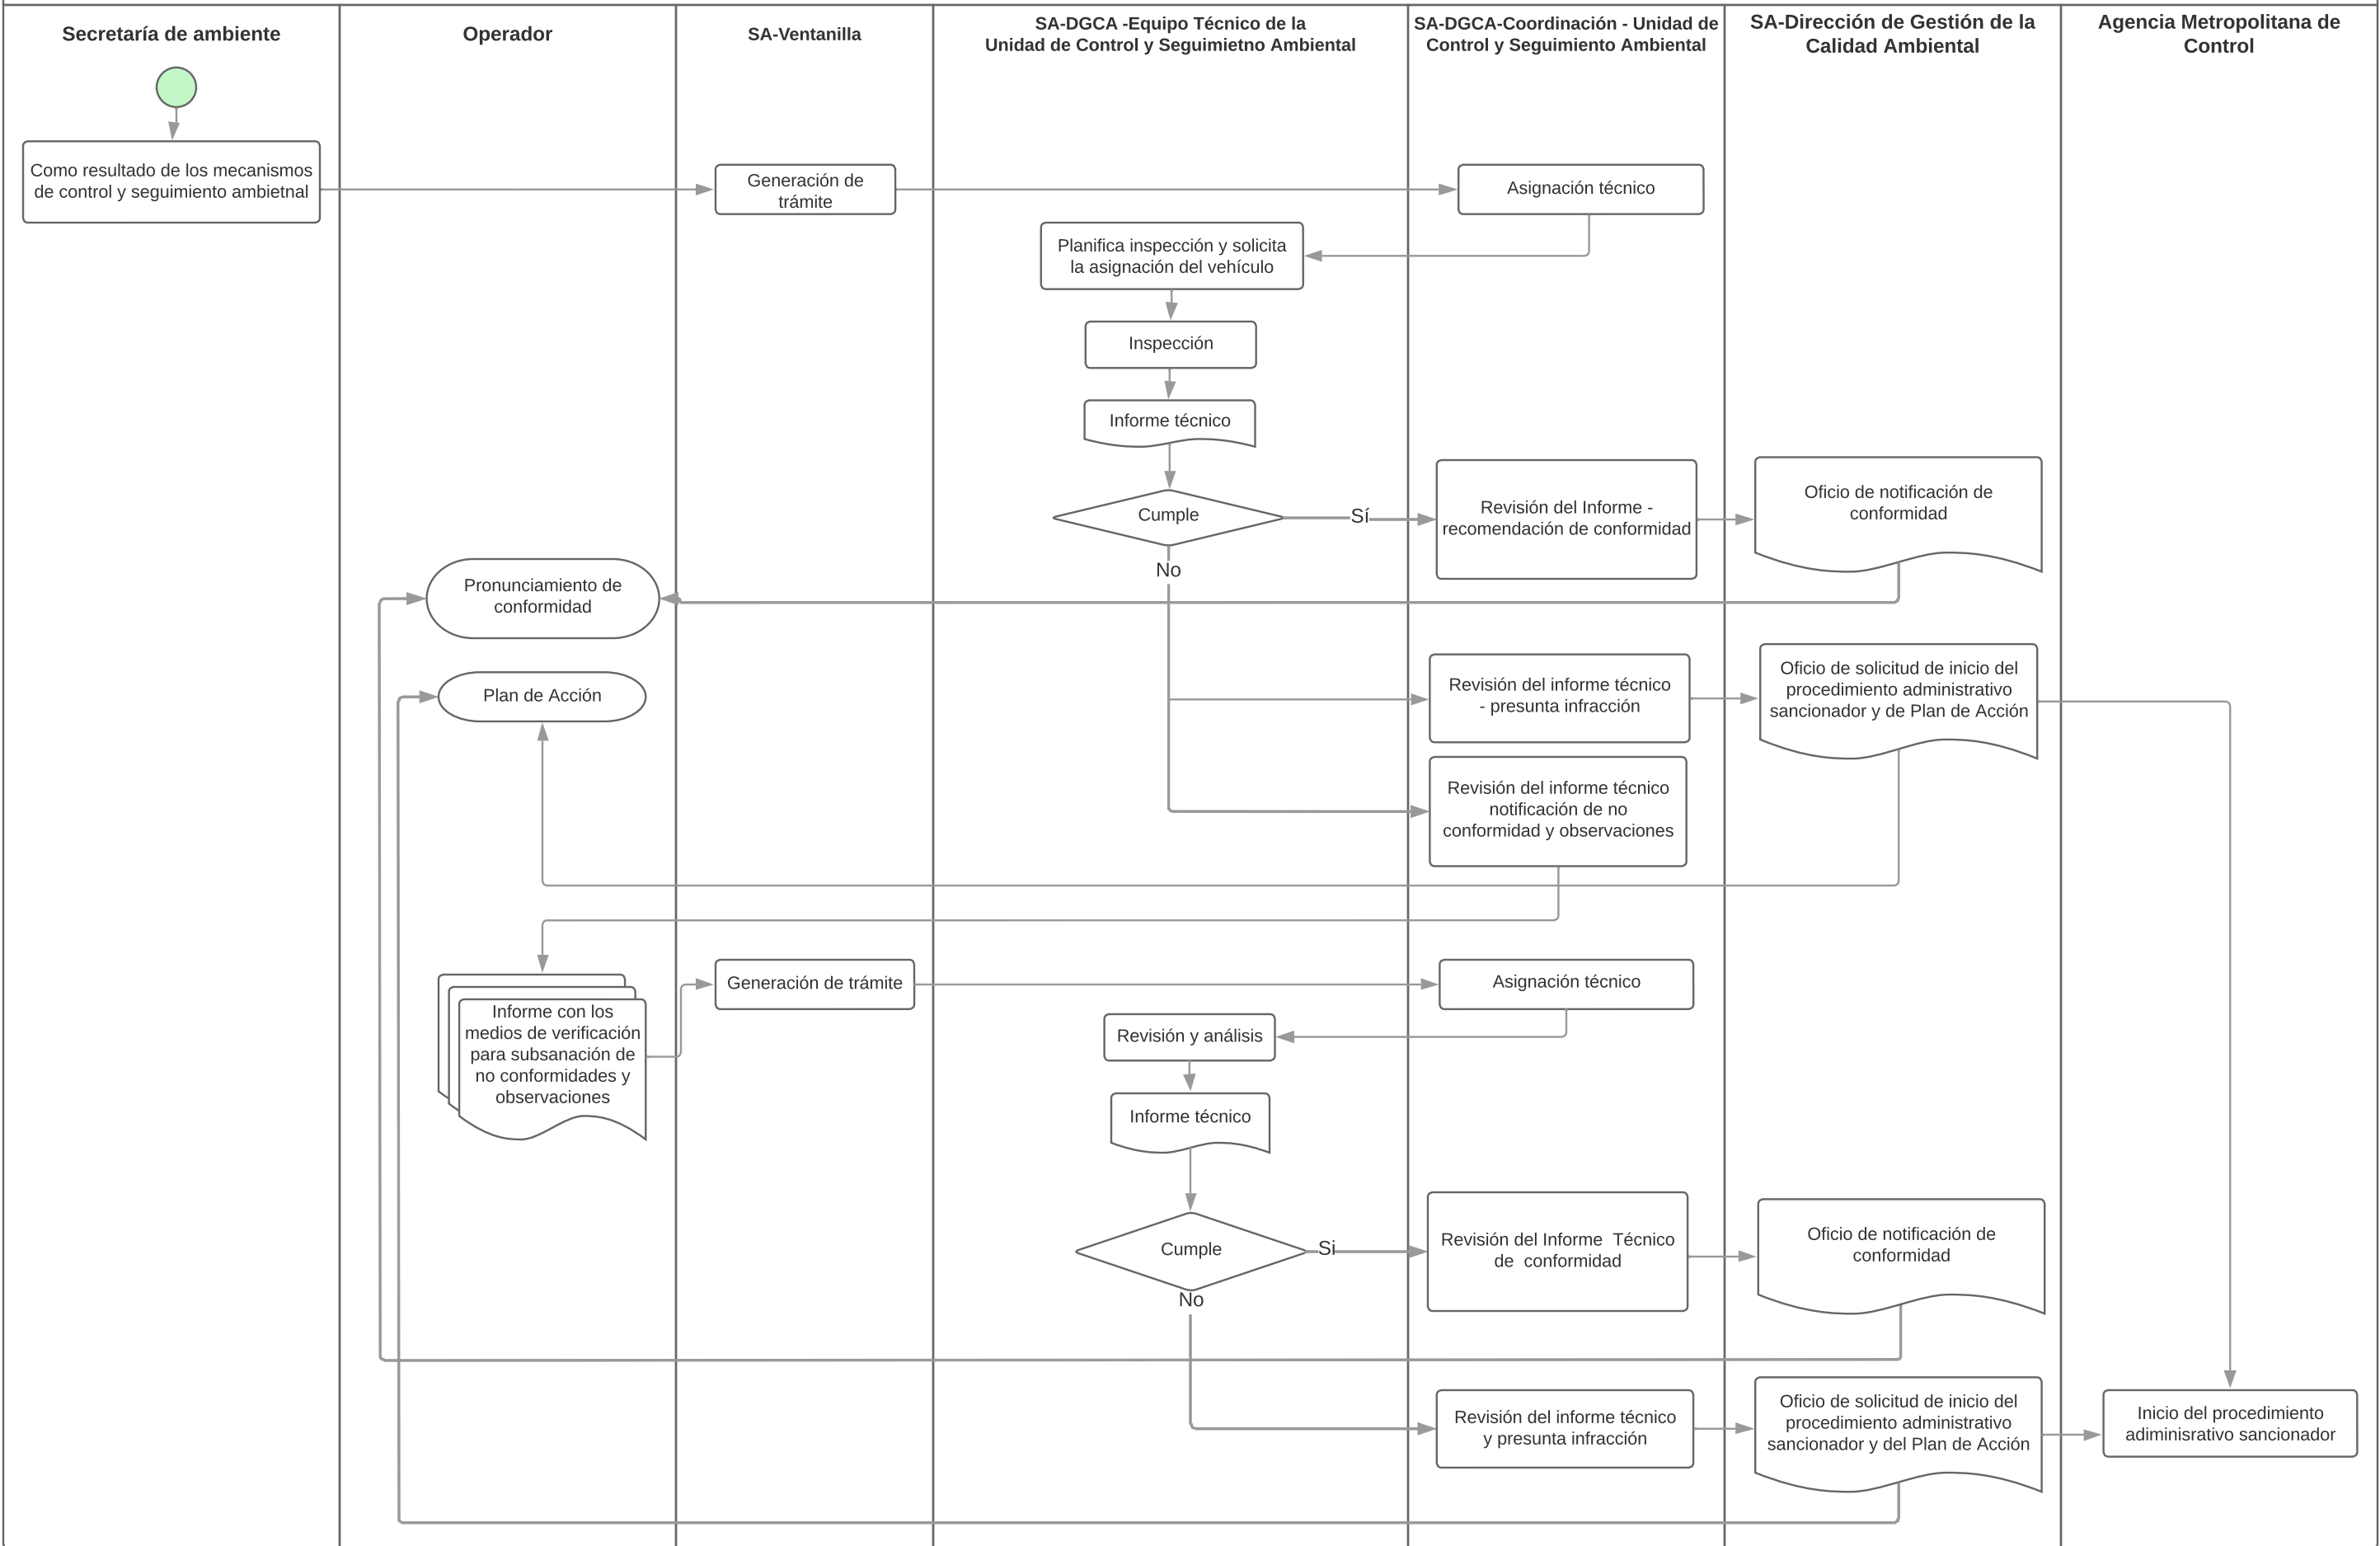 Secretaría de ambiente
Operador
SA-Ventanilla
SA-DGCA -Equipo Técnico de la
Unidad de Control y Seguimietno Ambiental
SA-DGCA-Coordinación - Unidad de
Control y Seguimiento Ambiental
SA-Dirección de Gestión de la
Calidad Ambiental
Agencia Metropolitana de
Control
Como resultado de los mecanismos
de control y seguimiento ambietnal
Generación de
trámite
Asignación técnico
Planifica inspección y solicita
la asignación del vehículo
Inspección
Informe técnico
Cumple
Sí
No
Revisión del Informe -
recomendación de conformidad
Oficio de notificación de
conformidad
Pronunciamiento de
conformidad
Plan de Acción
Revisión del informe técnico
- presunta infracción
Oficio de solicitud de inicio del
procedimiento administrativo
sancionador y de Plan de Acción
Revisión del informe técnico
notificación de no
conformidad y observaciones
Informe con los
medios de verificación
para subsanación de
no conformidades y
observaciones
Generación de trámite
Asignación técnico
Revisión y análisis
Informe técnico
Cumple
Si
No
Revisión del Informe  Técnico
de  conformidad
Oficio de notificación de
conformidad
Revisión del informe técnico
y presunta infracción
Oficio de solicitud de inicio del
procedimiento administrativo
sancionador y del Plan de Acción
Inicio del procedimiento
adiminisrativo sancionador